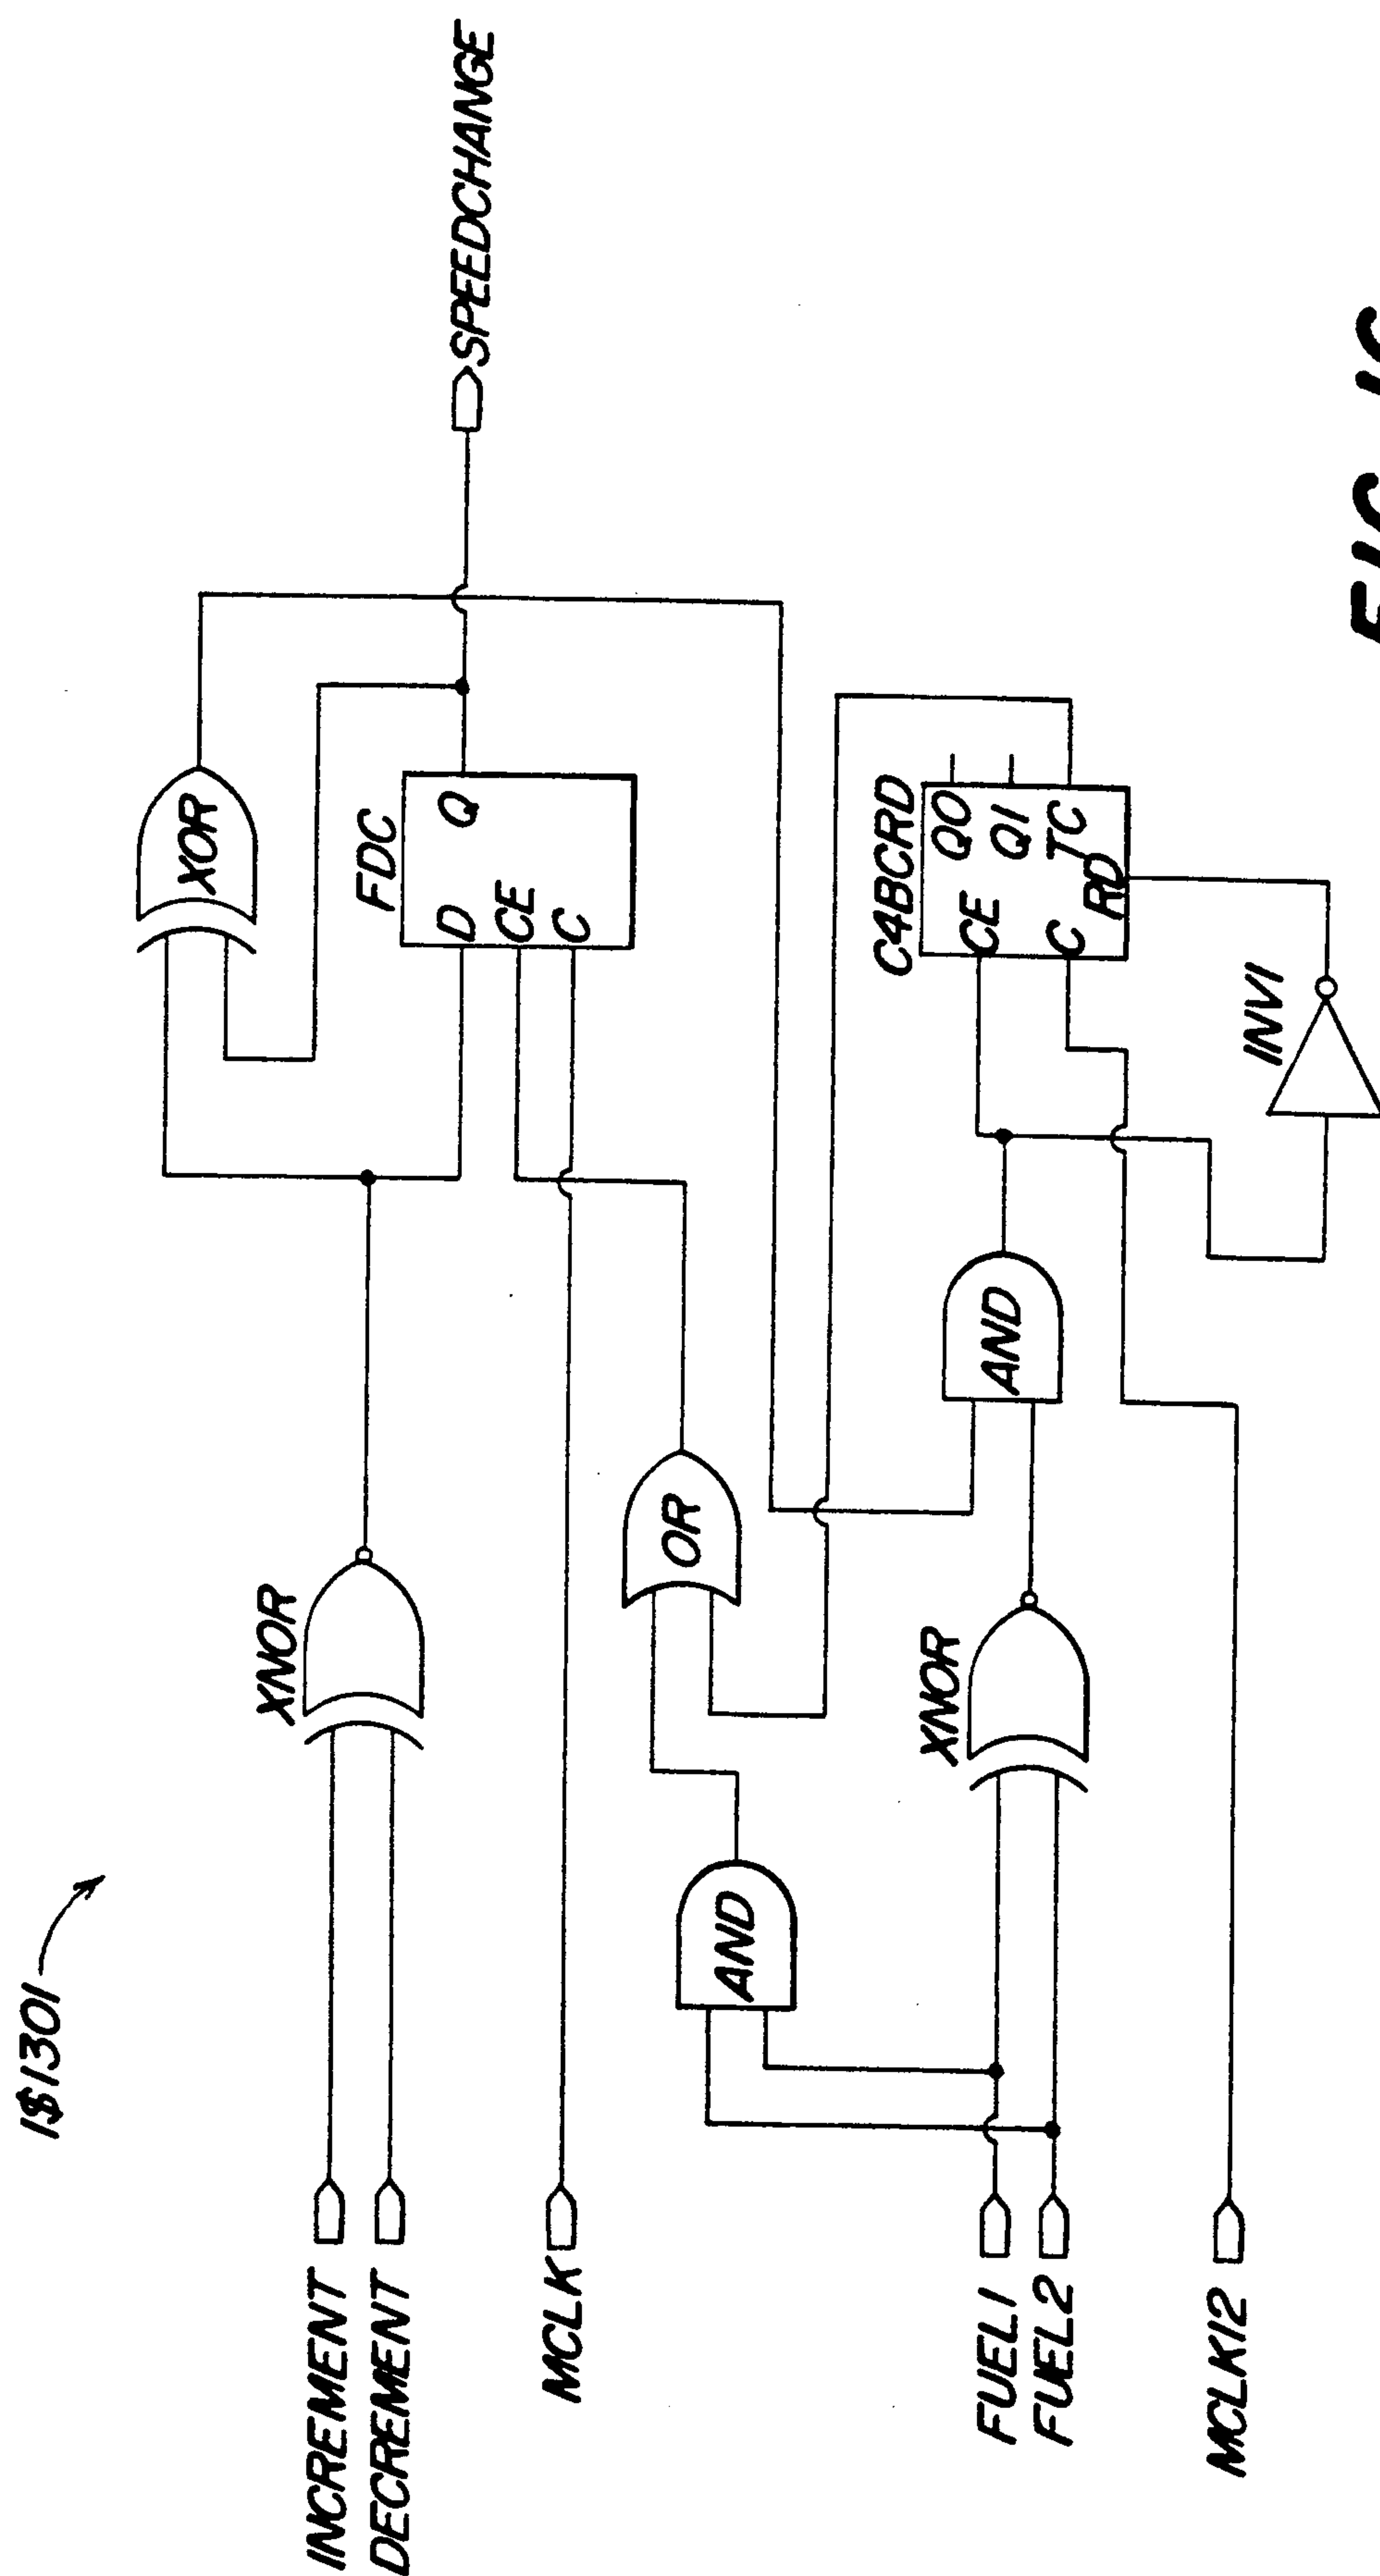 1$1301
INCREMENT
DECREMENT
XNOR
XOR
FDC
D
Q
CE
C
SPEEDCHANGE
MCLK
AND
OR
FUEL1
FUEL2
XNOR
AND
C4BCRD
CE
Q0
Q1
C
TC
RD
MCLK12
INV1